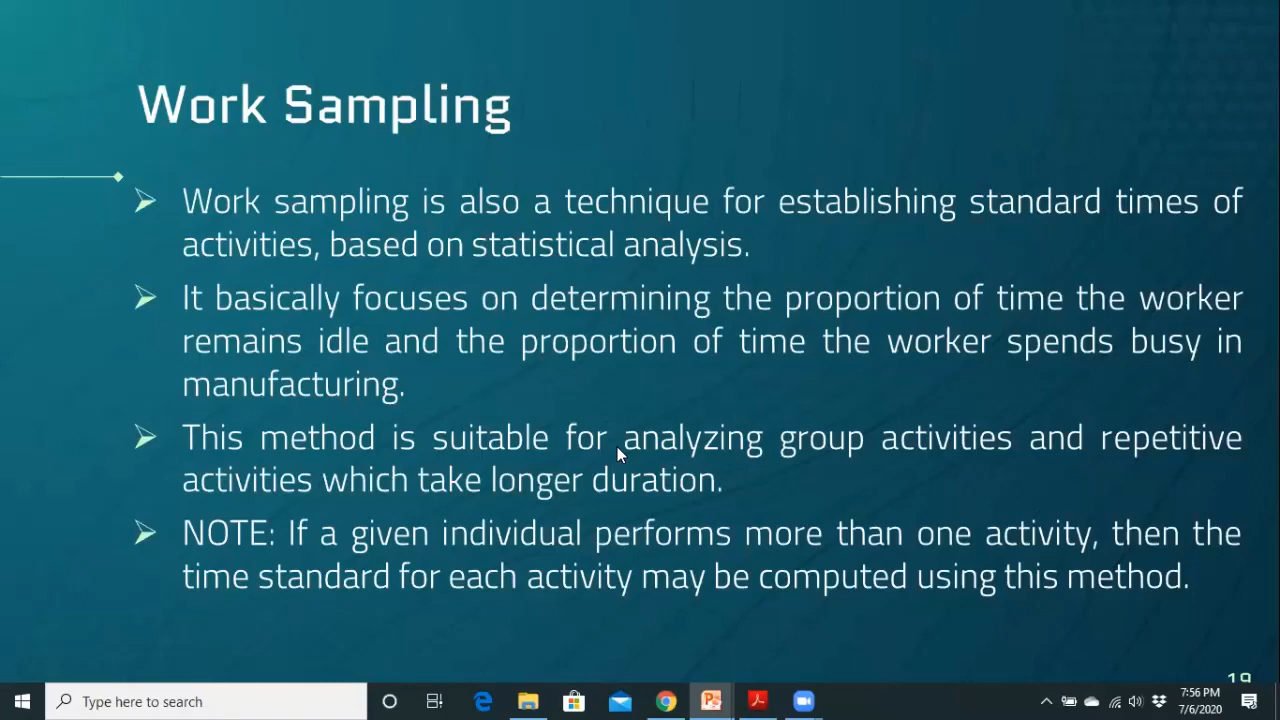 Work Sampling
Work sampling is also a technique for establishing standard times of
activities, based on statistical analysis.
It basically focuses on determining the proportion of time the worker
remains idle and the proportion of time the worker spends busy in
manufacturing.
This method is suitable for analyzing group activities and repetitive
activities which take longer duration.
NOTE: If a given individual performs more than one activity, then the
time standard for each activity may be computed using this method.
Type here to search
7:56 PM
7/6/2020